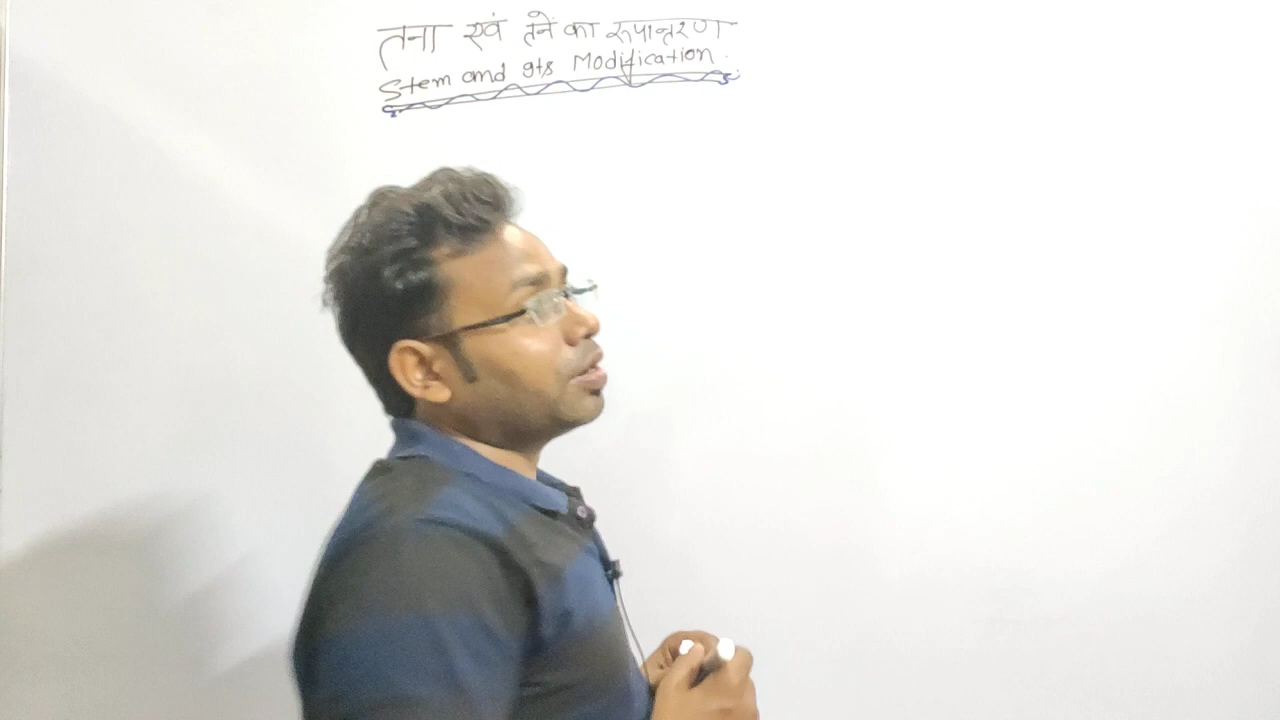 तना एवं तने का रूपान्तरण
Stem and its Modification.